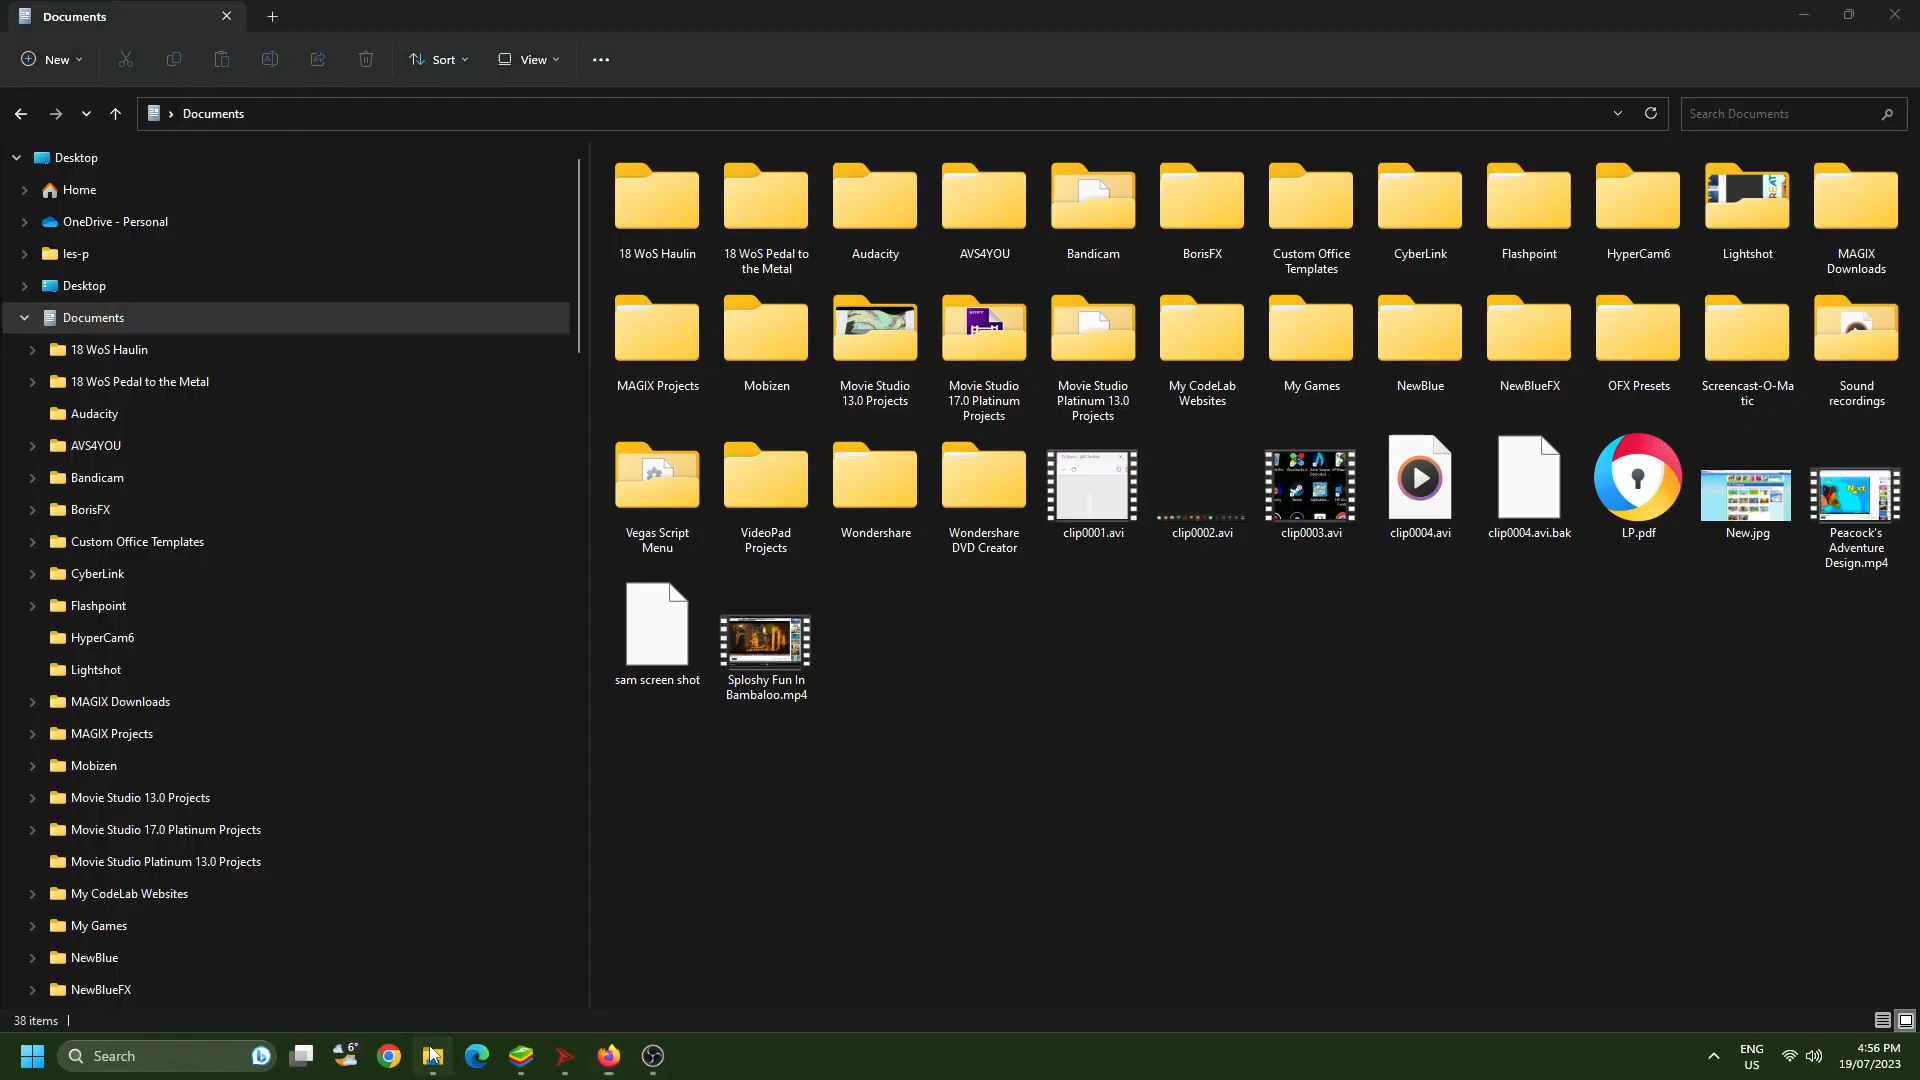 Documents
New
Sort
View
Documents
Search Documents
Desktop
Home
OneDrive - Personal
les-p
Desktop
Documents
18 WoS Haulin
18 WoS Pedal to the Metal
Audacity
AVS4YOU
Bandicam
BorisFX
Custom Office Templates
CyberLink
Flashpoint
HyperCam6
Lightshot
MAGIX Downloads
MAGIX Projects
Mobizen
Movie Studio 13.0 Projects
Movie Studio 17.0 Platinum Projects
Movie Studio Platinum 13.0 Projects
My CodeLab Websites
My Games
NewBlue
NewBlueFX
18 WoS Haulin
18 WoS Pedal to
the Metal
Audacity
AVS4YOU
Bandicam
BorisFX
Custom Office
Templates
CyberLink
Flashpoint
HyperCam6
Lightshot
MAGIX
Downloads
MAGIX Projects
Mobizen
Movie Studio
13.0 Projects
SONY
Movie Studio
17.0 Platinum
Projects
Movie Studio
Platinum 13.0
Projects
My CodeLab
Websites
My Games
NewBlue
NewBlueFX
OFX Presets
Screencast-O-Ma
tic
Sound
recordings
Vegas Script
Menu
VideoPad
Projects
Wondershare
Wondershare
DVD Creator
clip0001.avi
clip0002.avi
clip0003.avi
clip0004.avi
clip0004.avi.bak
LP.pdf
New.jpg
Peacock's
Adventure
Design.mp4
sam screen shot
Sploshy Fun In
Bambaloo.mp4
38 items
Search
6°
ENG
US
4:56 PM
19/07/2023